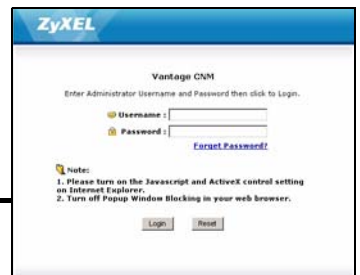 ZyXEL
Vantage CNM
Enter Administrator Username and Password then click to Login.
Username :
Password :
Forget Password?
Note:
1. Please turn on the Javascript and ActiveX control setting
on Internet Explorer.
2. Turn off Popup Window Blocking in your web browser.
Login Reset